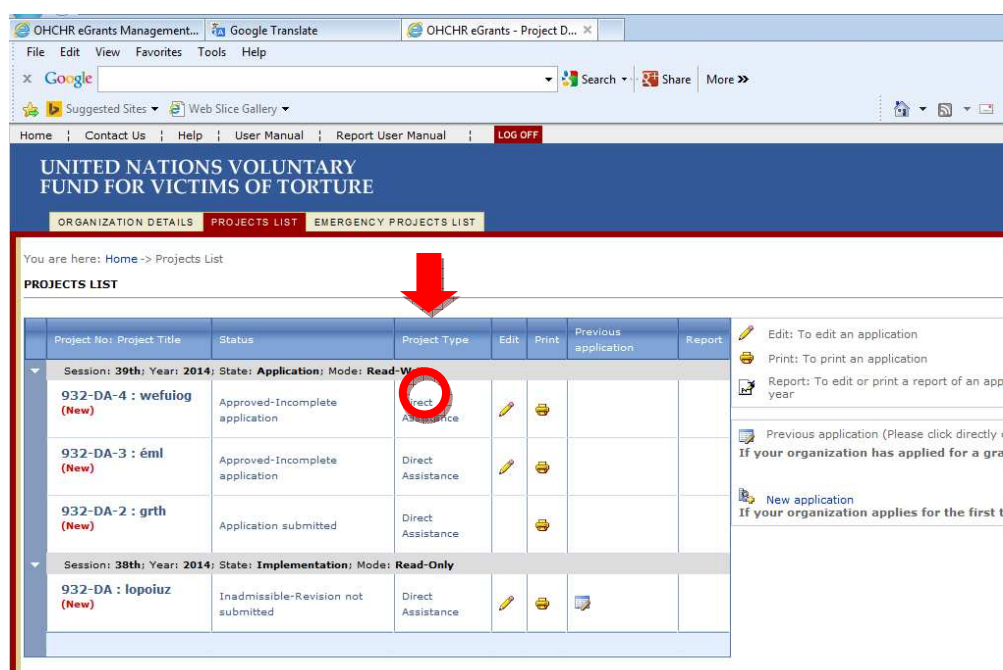 OHCHR eGrants Management... Google Translate OHCHR eGrants - Project D... ×
File Edit View Favorites Tools Help
x Google Search Share More »
Suggested Sites Web Slice Gallery
Home | Contact Us | Help | User Manual | Report User Manual | LOG OFF
UNITED NATIONS VOLUNTARY
FUND FOR VICTIMS OF TORTURE
ORGANIZATION DETAILS PROJECTS LIST EMERGENCY PROJECTS LIST
You are here: Home -> Projects List
PROJECTS LIST
Project No: Project Title Status Project Type Edit Print Previous application Report
Session: 39th; Year: 2014; State: Application; Mode:
932-DA-4 : wefuiog
(New)
Approved-Incomplete
application
Direct
Assistance
932-DA-3 : éml
(New)
Approved-Incomplete
application
Direct
Assistance
932-DA-2 : grth
(New)
Application submitted
Direct
Assistance
Session: 38th; Year: 2014; State: Implementation; Mode: Read-Only
932-DA : lopoiuz
(New)
Inadmissible-Revision not
submitted
Direct
Assistance
Edit: To edit an application
Print: To print an application
Report: To edit or print a report of an
year
Previous application (Please click directly
If your organization has applied for a
New application
If your organization applies for the first